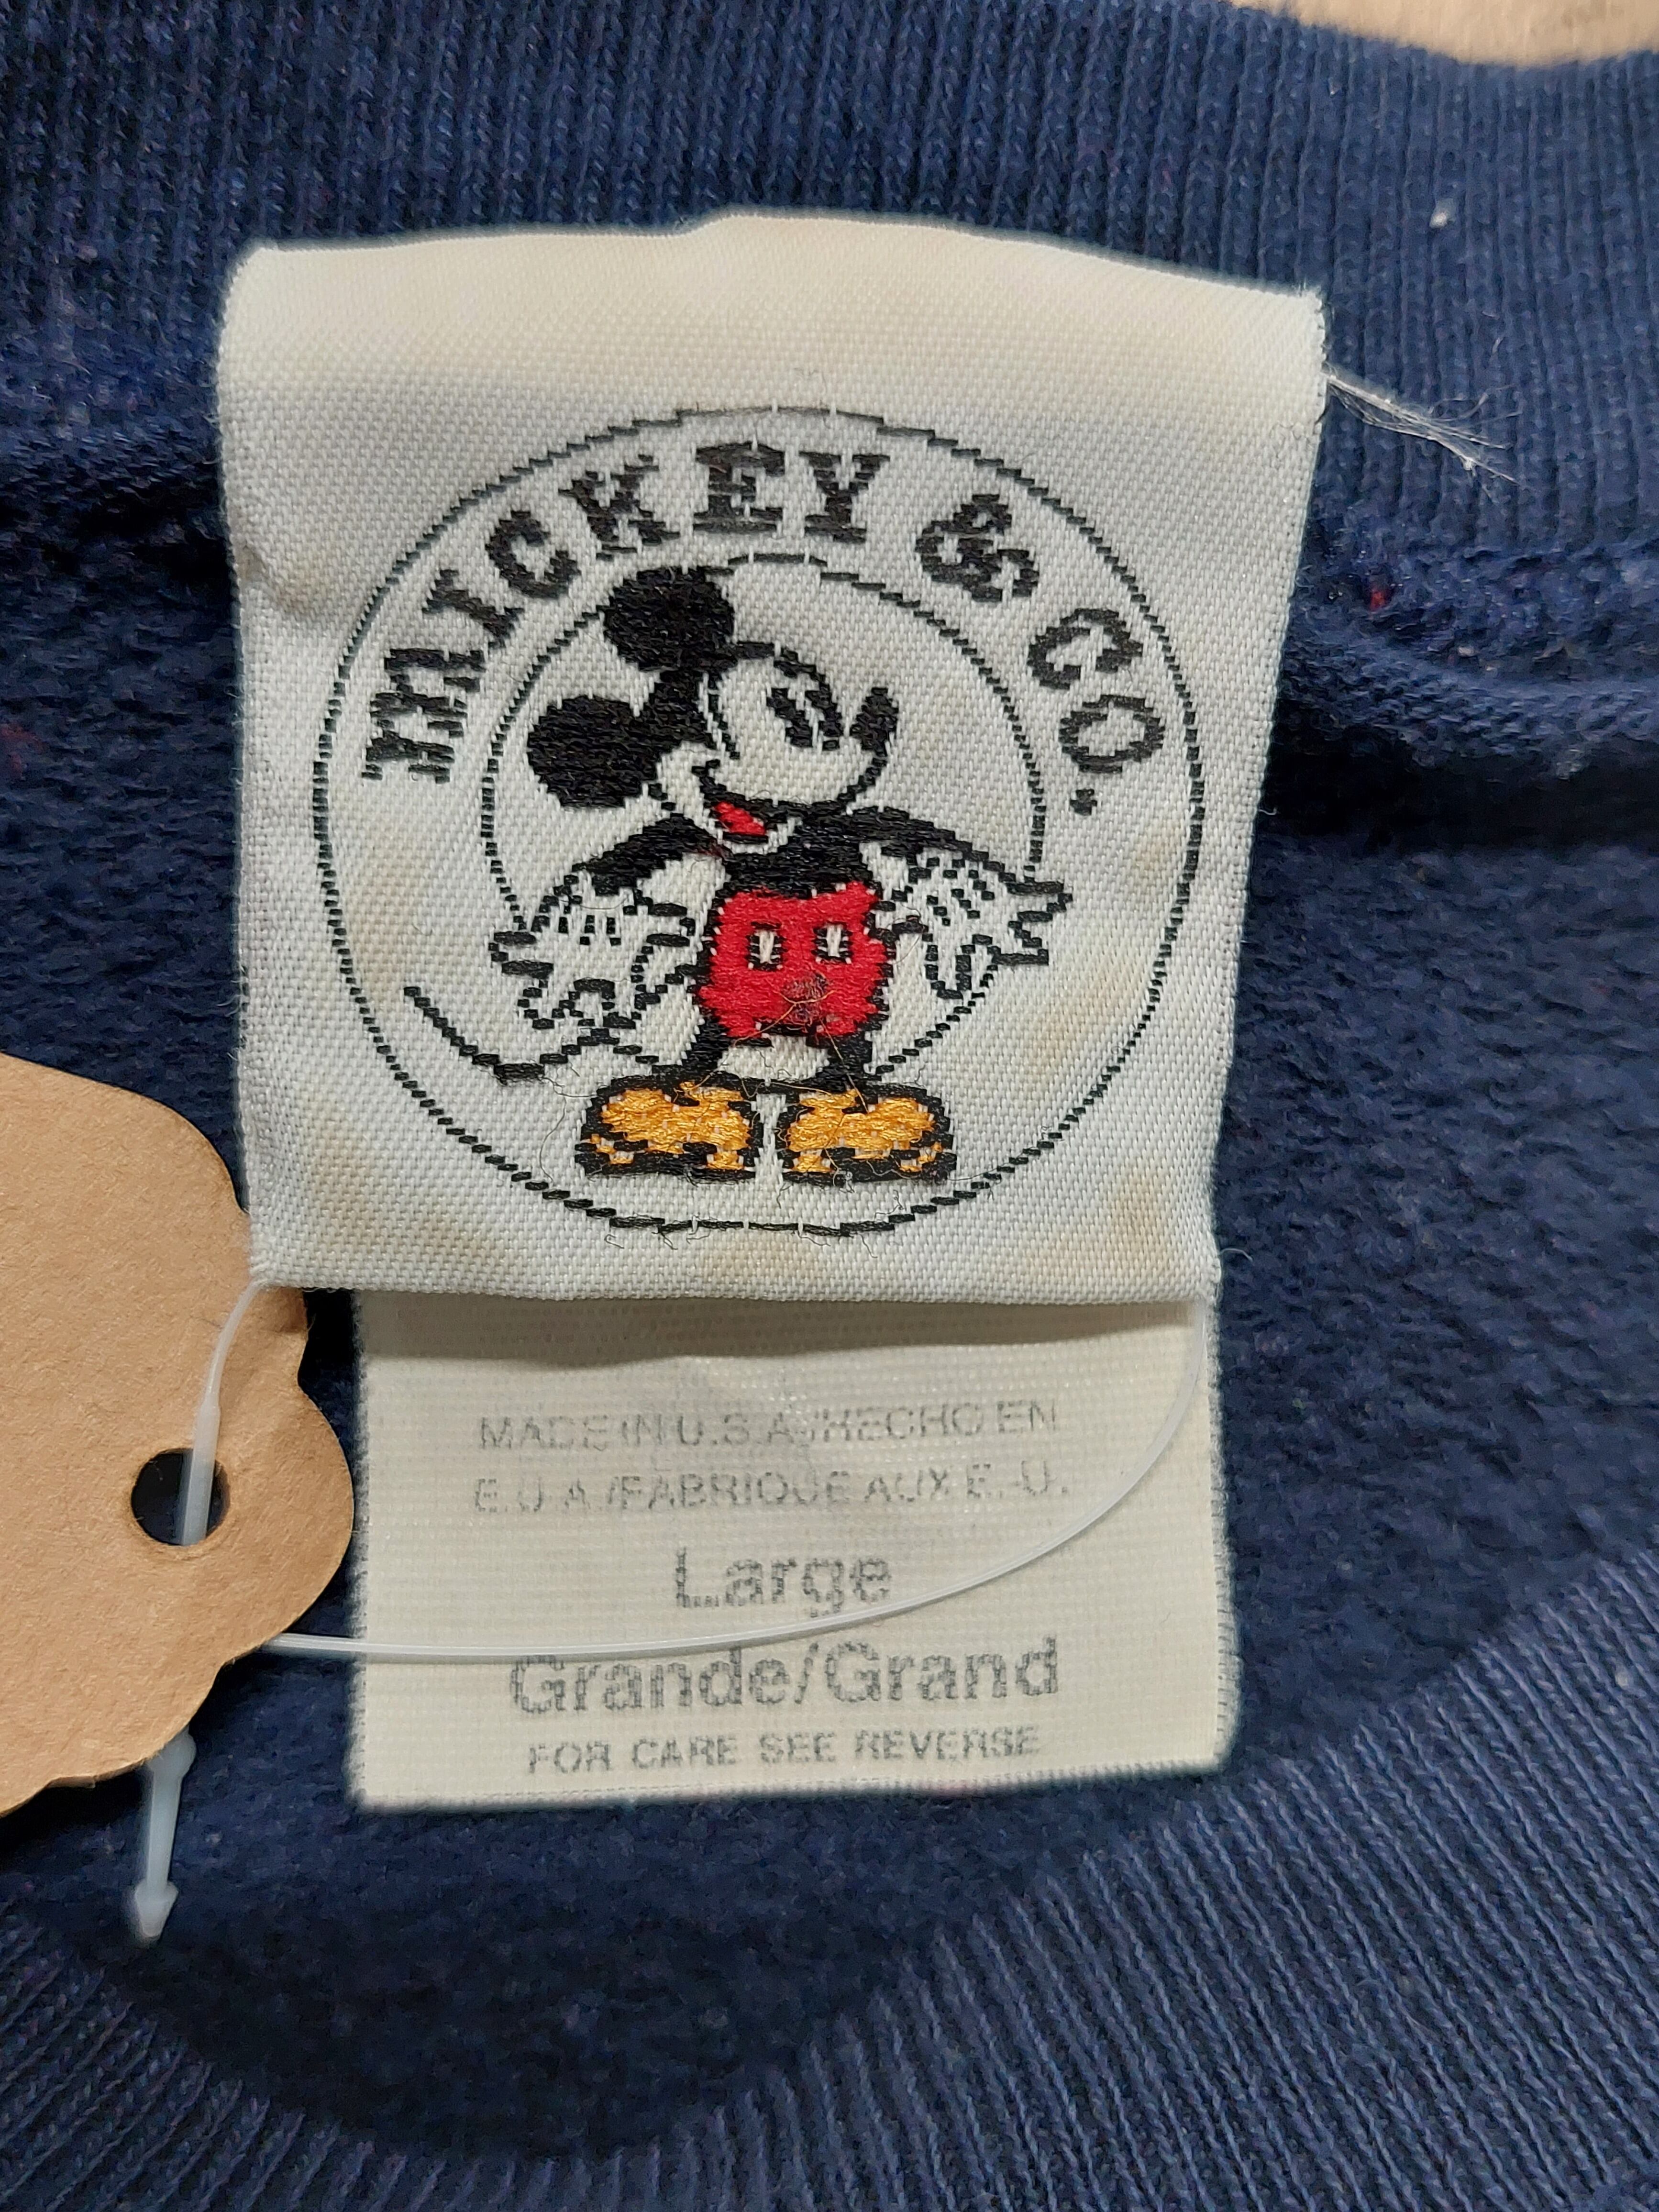 MICKEY & CO.
MADE IN U.S.A./HECHO EN
E.U.A./FABRIQUE AUX E.-U.
Large
Grande/Grand
FOR CARE SEE REVERSE